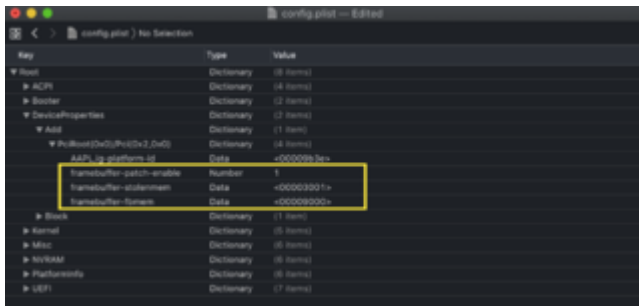 config.plist — Edited
config.plist ⟩ No Selection
Key Type Value
Root Dictionary (8 items)
ACPI Dictionary (4 items)
Booter Dictionary (2 items)
DeviceProperties Dictionary (2 items)
Add Dictionary (1 item)
PciRoot(0x0)/Pci(0x2,0x0) Dictionary (4 items)
AAPL,ig-platform-id Data <00009b3e>
framebuffer-patch-enable Number 1
framebuffer-stolenmem Data <00003001>
framebuffer-fbmem Data <00009000>
Block Dictionary (1 item)
Kernel Dictionary (5 items)
Misc Dictionary (6 items)
NVRAM Dictionary (6 items)
PlatformInfo Dictionary
UEFI Dictionary (7 items)